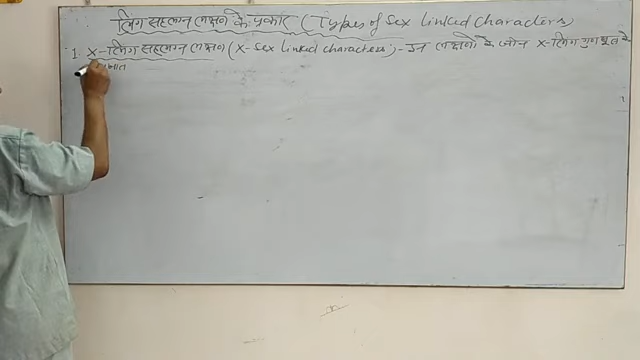 लिंग सहलग्न लक्षणों के प्रकार (Types of Sex linked characters)
1. X-लिंग सहलग्न लक्षण (X-Sex linked characters) - इन लक्षणों के जीन X-लिंग गुणसूत्र के